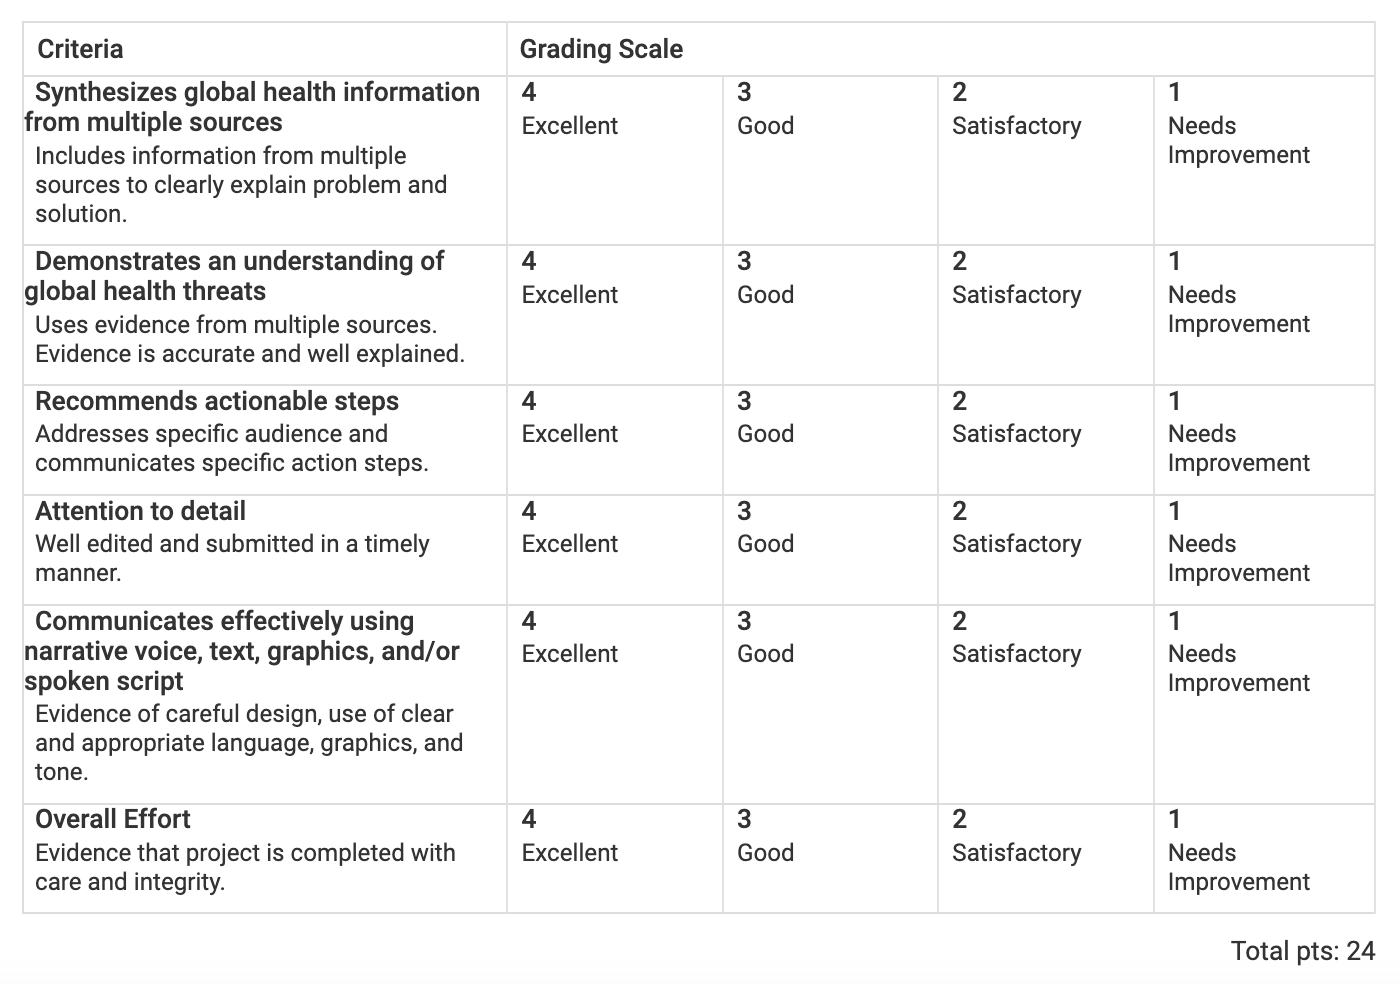 Criteria
Grading Scale
Synthesizes global health information
from multiple sources
Includes information from multiple
sources to clearly explain problem and
solution.
4
Excellent
3
Good
2
Satisfactory
1
Needs
Improvement
Demonstrates an understanding of
global health threats
Uses evidence from multiple sources.
Evidence is accurate and well explained.
4
Excellent
3
Good
2
Satisfactory
1
Needs
Improvement
Recommends actionable steps
Addresses specific audience and
communicates specific action steps.
4
Excellent
3
Good
2
Satisfactory
1
Needs
Improvement
Attention to detail
Well edited and submitted in a timely
manner.
4
Excellent
3
Good
2
Satisfactory
1
Needs
Improvement
Communicates effectively using
narrative voice, text, graphics, and/or
spoken script
Evidence of careful design, use of clear
and appropriate language, graphics, and
tone.
4
Excellent
3
Good
2
Satisfactory
1
Needs
Improvement
Overall Effort
Evidence that project is completed with
care and integrity.
4
Excellent
3
Good
2
Satisfactory
1
Needs
Improvement
Total pts: 24